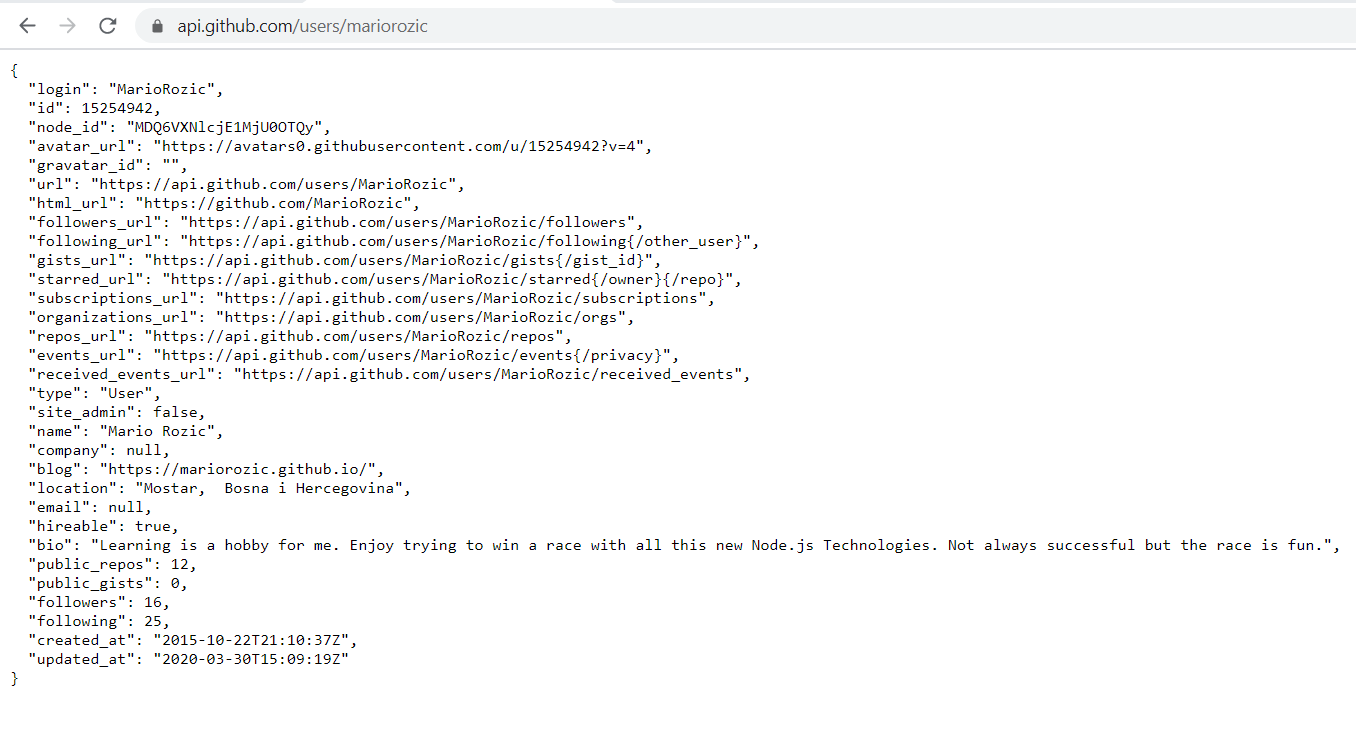 api.github.com/users/mariorozic
{
"login": "MarioRozic",
"id": 15254942,
"node_id": "MDQ6VXNlcjE1MjU0OTQy",
"avatar_url": "https://avatars0.githubusercontent.com/u/15254942?v=4",
"gravatar_id": "",
"url": "https://api.github.com/users/MarioRozic",
"html_url": "https://github.com/MarioRozic",
"followers_url": "https://api.github.com/users/MarioRozic/followers",
"following_url": "https://api.github.com/users/MarioRozic/following{/other_user}",
"gists_url": "https://api.github.com/users/MarioRozic/gists{/gist_id}",
"starred_url": "https://api.github.com/users/MarioRozic/starred{/owner}{/repo}",
"subscriptions_url": "https://api.github.com/users/MarioRozic/subscriptions",
"organizations_url": "https://api.github.com/users/MarioRozic/orgs",
"repos_url": "https://api.github.com/users/MarioRozic/repos",
"events_url": "https://api.github.com/users/MarioRozic/events{/privacy}",
"received_events_url": "https://api.github.com/users/MarioRozic/received_events",
"type": "User",
"site_admin": false,
"name": "Mario Rozic",
"company": null,
"blog": "https://mariorozic.github.io/",
"location": "Mostar,  Bosna i Hercegovina",
"email": null,
"hireable": true,
"bio": "Learning is a hobby for me. Enjoy trying to win a race with all this new Node.js Technologies. Not always successful but the race is fun.",
"public_repos": 12,
"public_gists": 0,
"followers": 16,
"following": 25,
"created_at": "2015-10-22T21:10:37Z",
"updated_at": "2020-03-30T15:09:19Z"
}